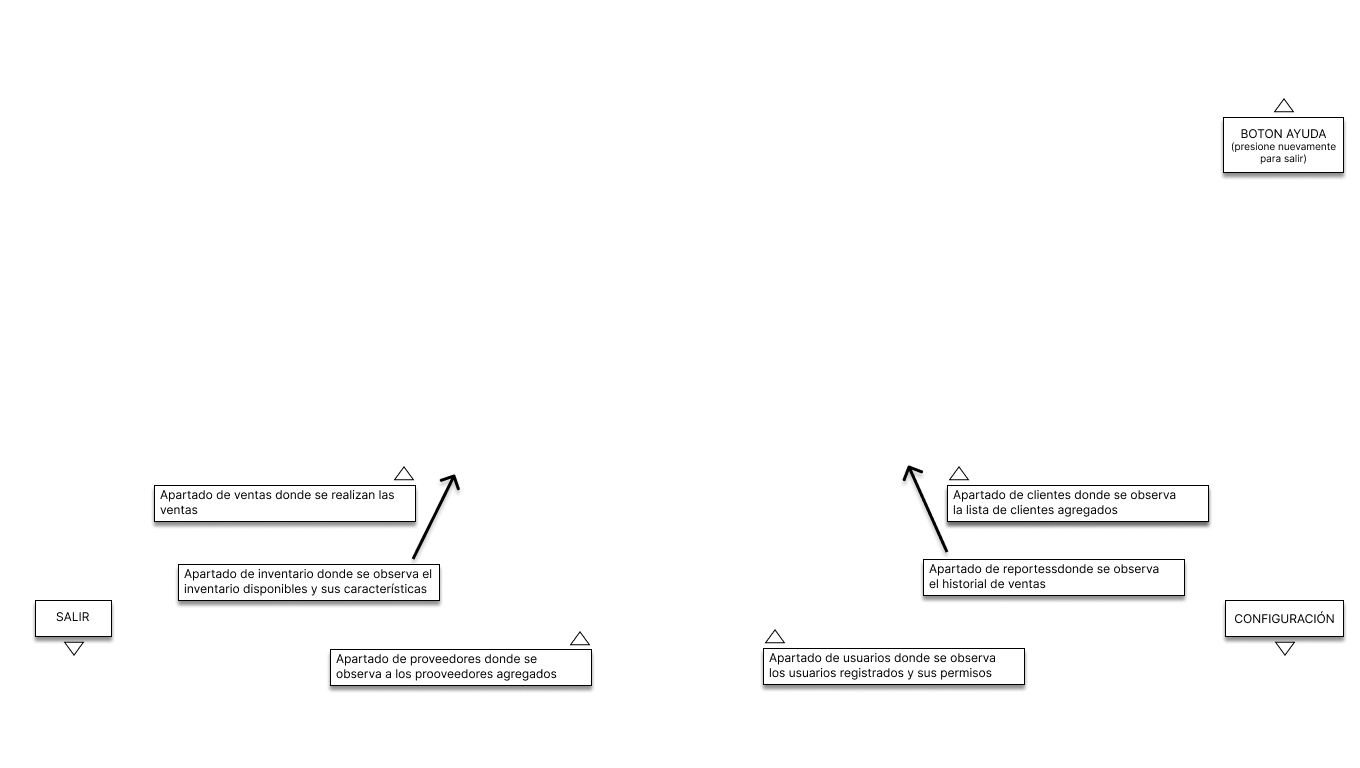 BOTON AYUDA
(presione nuevamente
para salir)
Apartado de ventas donde se realizan las
ventas
Apartado de clientes donde se observa
la lista de clientes agregados
Apartado de inventario donde se observa el
inventario disponibles y sus características
Apartado de reportessdonde se observa
el historial de ventas
SALIR
CONFIGURACIÓN
Apartado de proveedores donde se
observa a los prooveedores agregados
Apartado de usuarios donde se observa
los usuarios registrados y sus permisos